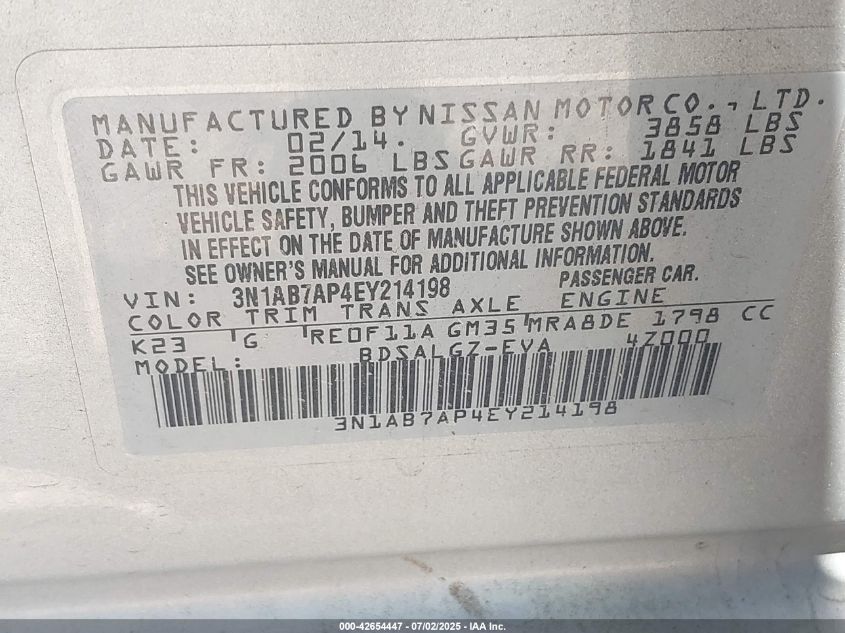 MANUFACTURED BY NISSAN MOTOR CO., LTD.
DATE: 02/14. GVWR: 3858 LBS
GAWR FR: 2006 LBS GAWR RR: 1841 LBS
THIS VEHICLE CONFORMS TO ALL APPLICABLE FEDERAL MOTOR
VEHICLE SAFETY, BUMPER AND THEFT PREVENTION STANDARDS
IN EFFECT ON THE DATE OF MANUFACTURE SHOWN ABOVE.
SEE OWNER'S MANUAL FOR ADDITIONAL INFORMATION.
VIN: 3N1AB7AP4EY214198 PASSENGER CAR.
COLOR TRIM TRANS AXLE ENGINE
K23 G RE0F11A GM35 MRA8DE 1798 CC
MODEL: BDSALGZ-EVA 4Z000
3N1AB7AP4EY214198
000-42654447 - 07/02/2025 - IAA Inc.